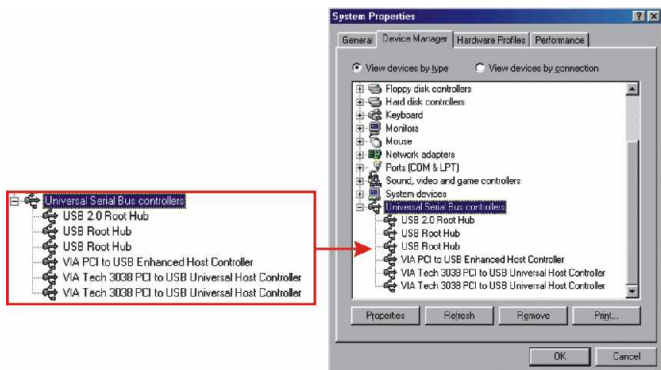 Universal Serial Bus controllers
USB 2.0 Root Hub
USB Root Hub
USB Root Hub
VIA PCI to USB Enhanced Host Controller
VIA Tech 3038 PCI to USB Universal Host Controller
VIA Tech 3038 PCI to USB Universal Host Controller
System Properties
General Device Manager Hardware Profiles Performance
View devices by type View devices by connection
Floppy disk controllers
Hard disk controllers
Keyboard
Monitors
Mouse
Network adapters
Ports (COM & LPT)
Sound, video and game controllers
System devices
Universal Serial Bus controllers
USB 2.0 Root Hub
USB Root Hub
USB Root Hub
VIA PCI to USB Enhanced Host Controller
VIA Tech 3038 PCI to USB Universal Host Controller
VIA Tech 3038 PCI to USB Universal Host Controller
Properties Refresh Remove Print...
OK Cancel